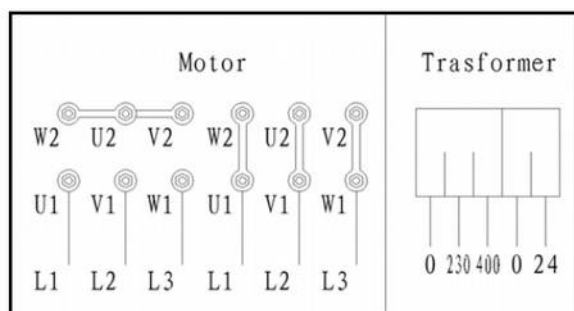 Motor Trasformer
W2 U2 V2 W2 U2 V2
U1 V1 W1 U1 V1 W1
L1 L2 L3 L1 L2 L3 0 230 400 0 24